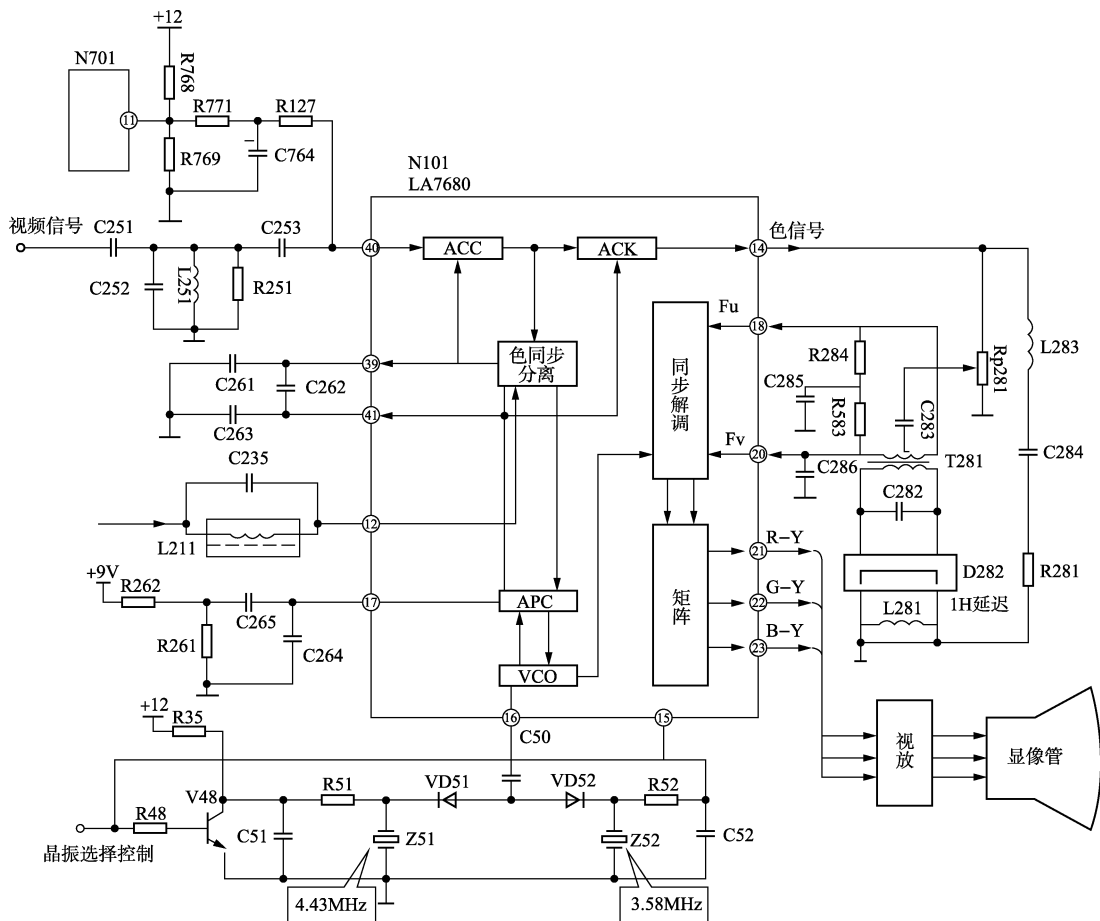 +12
N701
R768
11
R771
R127
R769
C764
N101
LA7680
视频信号
C251
C253
40
ACC
ACK
14
色信号
C252
L251
R251
Fu
18
R284
Rp281
L283
39
色同步
分离
同步解调
C261
C262
C285
R583
C283
41
C263
Fv
20
C286
T281
C284
C235
C282
12
L211
21
R-Y
D282
R281
+9V
R262
17
APC
矩阵
22
G-Y
1H延迟
C265
L281
R261
C264
23
B-Y
VCO
+12
R35
16
15
C50
视放
显像管
R51
VD51
VD52
R52
V48
R48
C51
Z51
Z52
C52
晶振选择控制
4.43MHz
3.58MHz